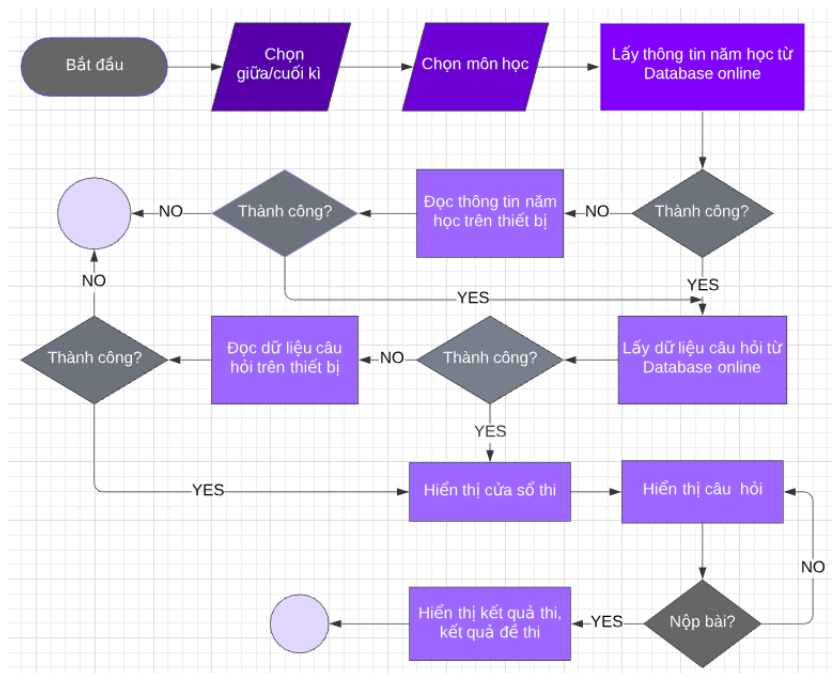 Bắt đầu
Chọn
giữa/cuối kì
Chọn môn học
Lấy thông tin năm học từ
Database online
NO
Thành công?
Đọc thông tin năm
học trên thiết bị
NO
Thành công?
NO
YES
YES
Thành công?
Đọc dữ liệu câu
hỏi trên thiết bị
NO
Thành công?
Lấy dữ liệu câu hỏi từ
Database online
YES
YES
Hiển thị cửa sổ thi
Hiển thị câu hỏi
NO
Hiển thị kết quả thi,
kết quả đề thi
YES
Nộp bài?